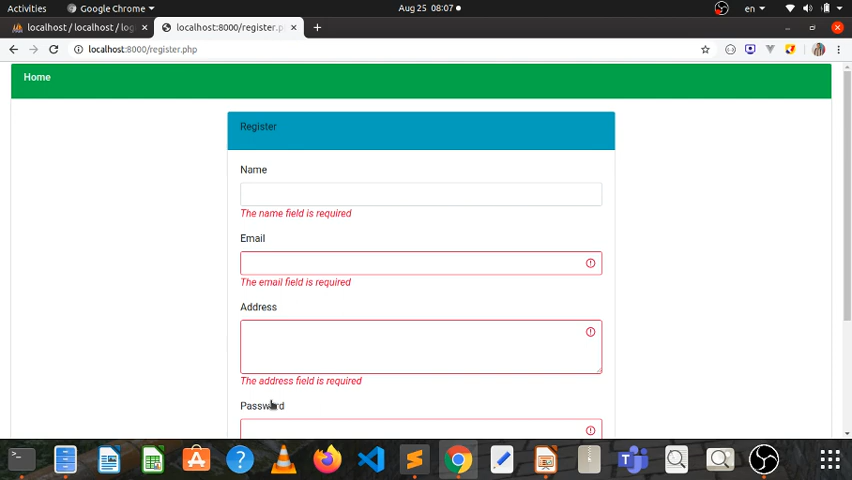 Activities Google Chrome Aug 25 08:07 en
localhost / localhost / log
localhost:8000/register.php
localhost:8000/register.php
Home
Register
Name
The name field is required
Email
The email field is required
Address
The address field is required
Password